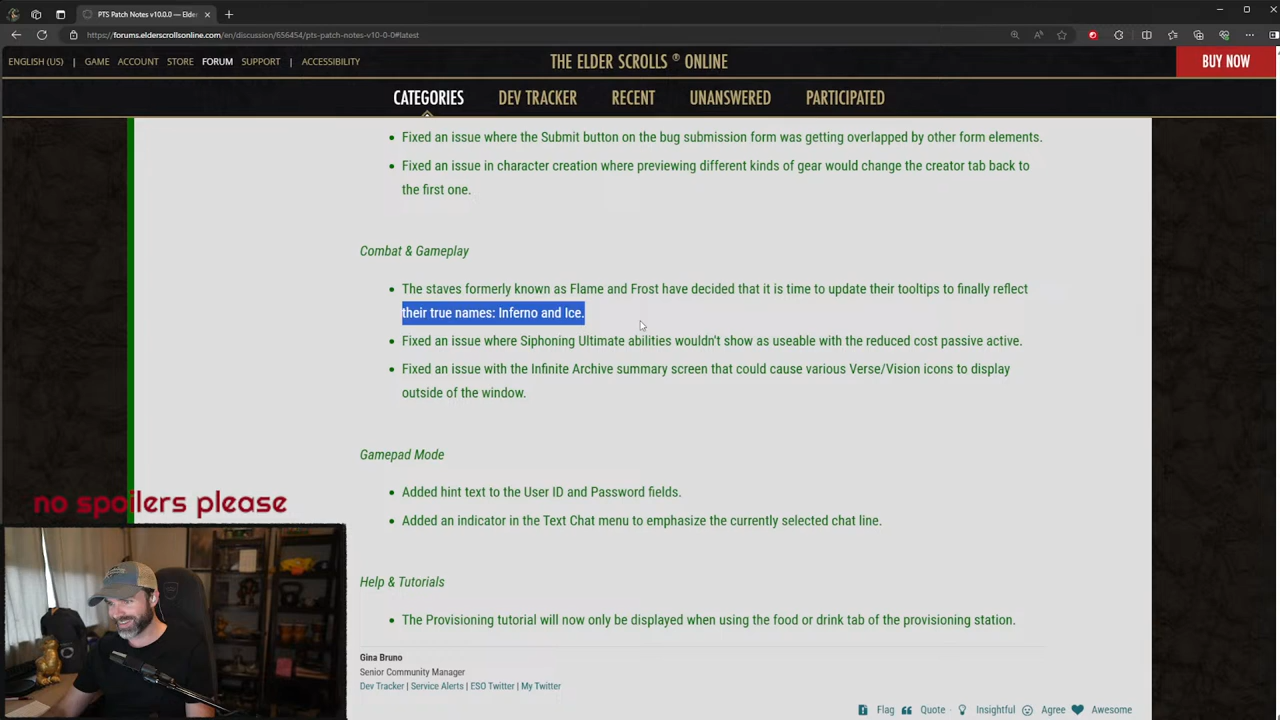 PTS Patch Notes v10.0.0 — Elder
https://forums.elderscrollsonline.com/en/discussion/656454/pts-patch-notes-v10-0-0#latest
ENGLISH (US) | GAME ACCOUNT STORE FORUM SUPPORT | ACCESSIBILITY
THE ELDER SCROLLS ® ONLINE
BUY NOW
CATEGORIES DEV TRACKER RECENT UNANSWERED PARTICIPATED
• Fixed an issue where the Submit button on the bug submission form was getting overlapped by other form elements.
• Fixed an issue in character creation where previewing different kinds of gear would change the creator tab back to
the first one.
Combat & Gameplay
• The staves formerly known as Flame and Frost have decided that it is time to update their tooltips to finally reflect
their true names: Inferno and Ice.
• Fixed an issue where Siphoning Ultimate abilities wouldn't show as useable with the reduced cost passive active.
• Fixed an issue with the Infinite Archive summary screen that could cause various Verse/Vision icons to display
outside of the window.
Gamepad Mode
• Added hint text to the User ID and Password fields.
• Added an indicator in the Text Chat menu to emphasize the currently selected chat line.
no spoilers please
Help & Tutorials
• The Provisioning tutorial will now only be displayed when using the food or drink tab of the provisioning station.
Gina Bruno
Senior Community Manager
Dev Tracker | Service Alerts | ESO Twitter | My Twitter
Flag Quote · Insightful Agree Awesome